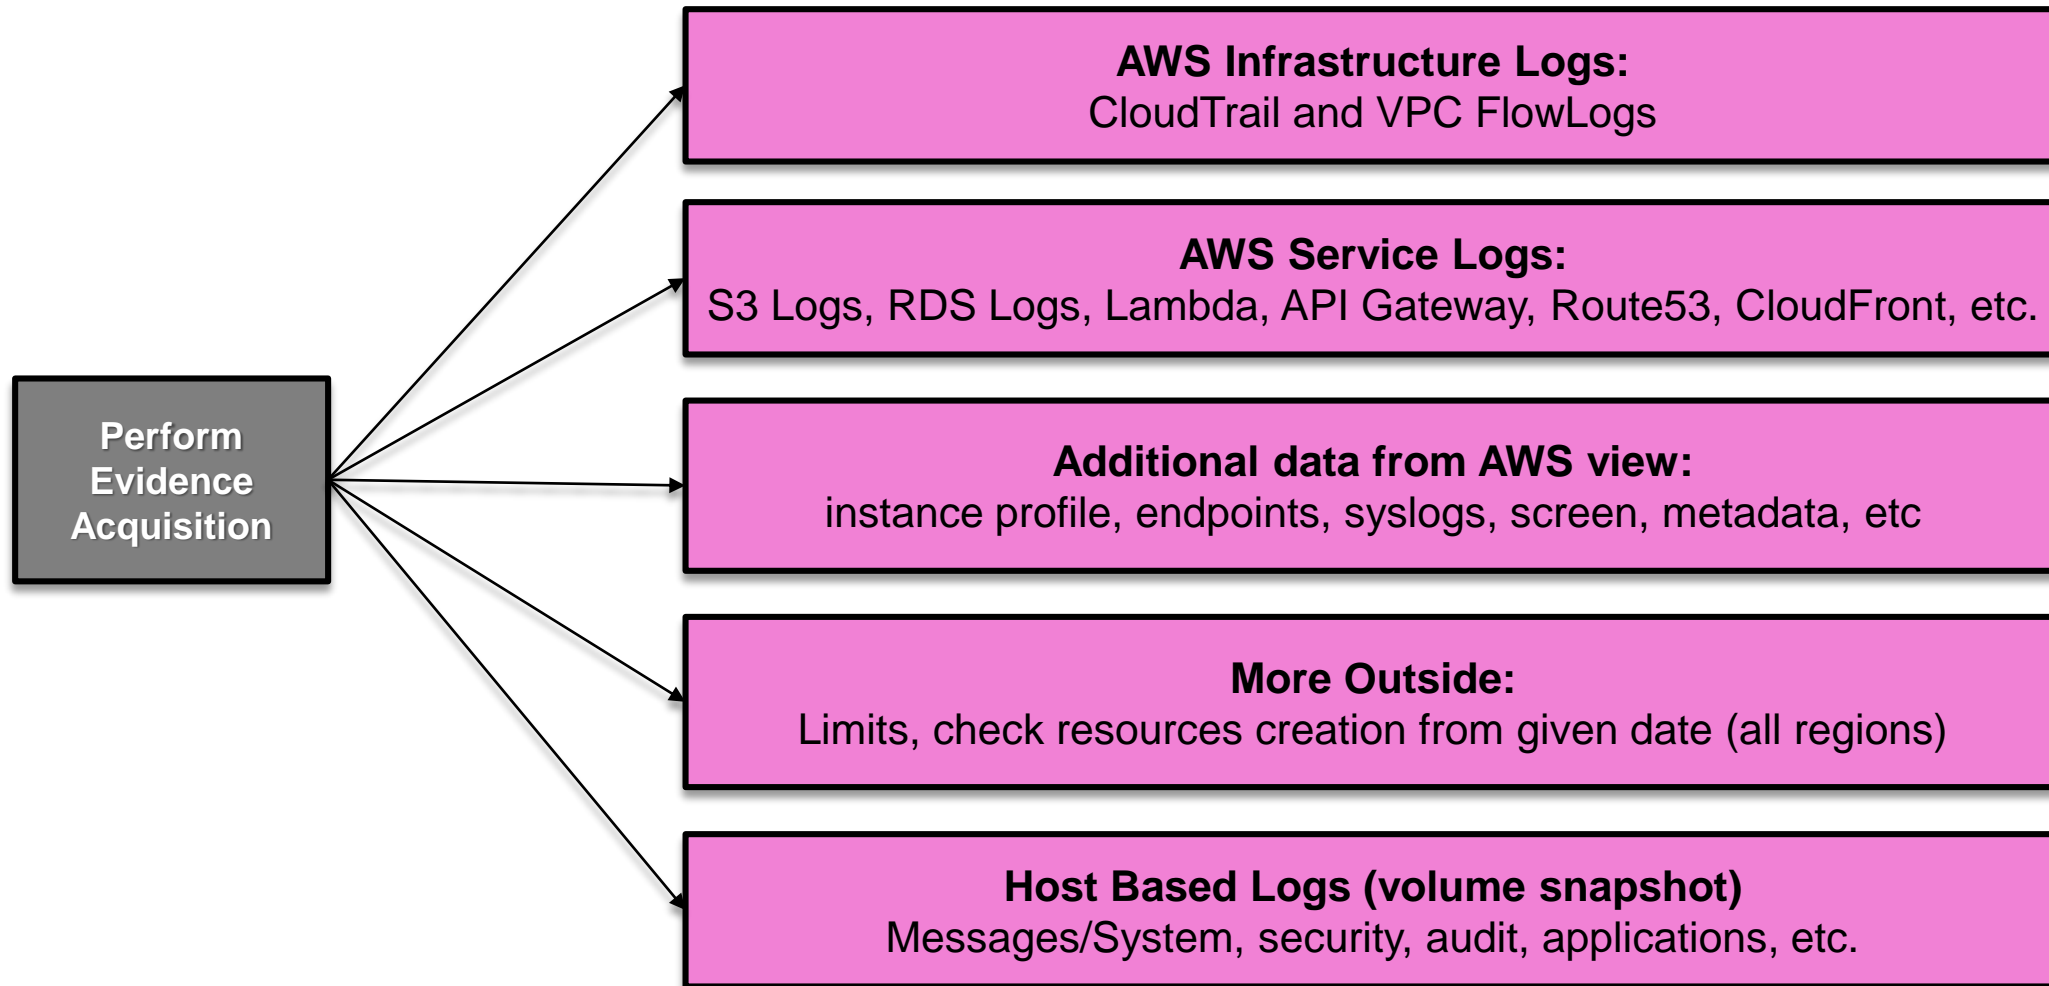 AWS Infrastructure Logs:
CloudTrail and VPC FlowLogs
AWS Service Logs:
S3 Logs, RDS Logs, Lambda, API Gateway, Route53, CloudFront, etc.
Perform
Evidence
Acquisition
Additional data from AWS view:
instance profile, endpoints, syslogs, screen, metadata, etc
More Outside:
Limits, check resources creation from given date (all regions)
Host Based Logs (volume snapshot)
Messages/System, security, audit, applications, etc.